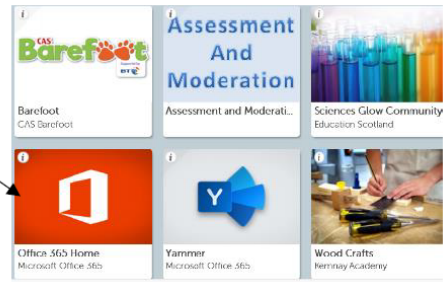 CAS:
Barefoot
Supported by
BT
Assessment
And
Moderation
Barefoot
CAS Barefoot
Assessment and Moderati...
Sciences Glow Community
Education Scotland
Y
Office 365 Home
Microsoft Office 365
Yammer
Microsoft Office 365
Wood Crafts
Kemnay Academy